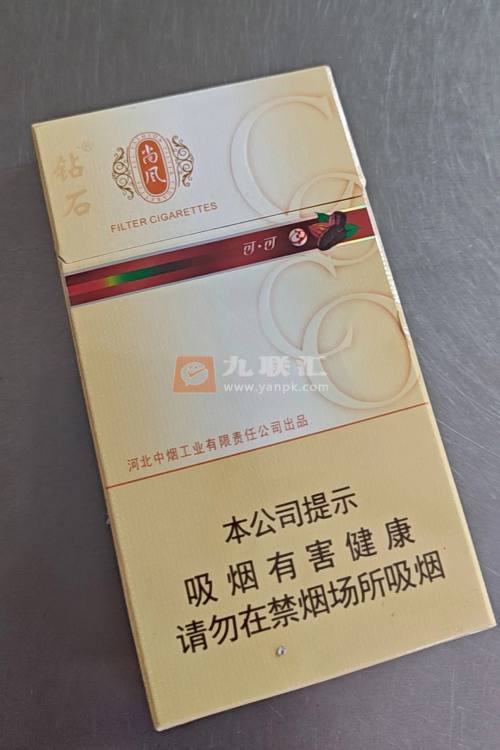 钻石®
尚风
FILTER CIGARETTES
可·可
COCO
九联汇
www.yanpk.com
河北中烟工业有限责任公司出品
本公司提示
吸烟有害健康
请勿在禁烟场所吸烟